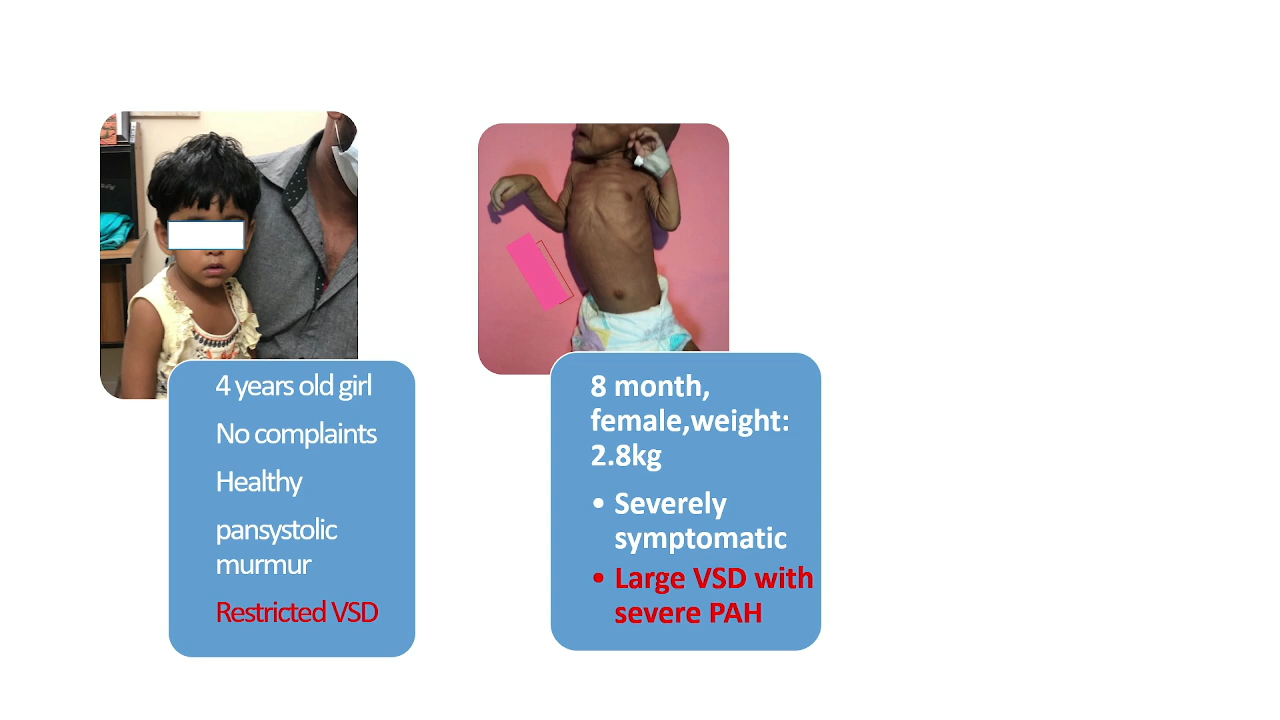 4 years old girl
No complaints
Healthy
pansystolic
murmur
Restricted VSD
8 month,
female,weight:
2.8kg
• Severely
symptomatic
• Large VSD with
severe PAH